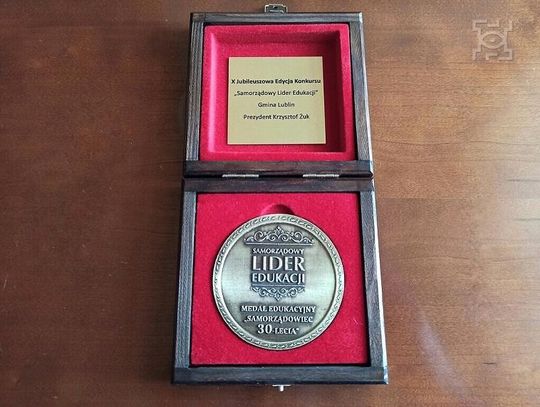 X Jubileuszowa Edycja Konkursu
„Samorządowy Lider Edukacji"
Gmina Lublin
Prezydent Krzysztof Żuk
SAMORZĄDOWY
LIDER
EDUKACJI
MEDAL EDUKACYJNY
„SAMORZĄDOWIEC
30-LECIA"